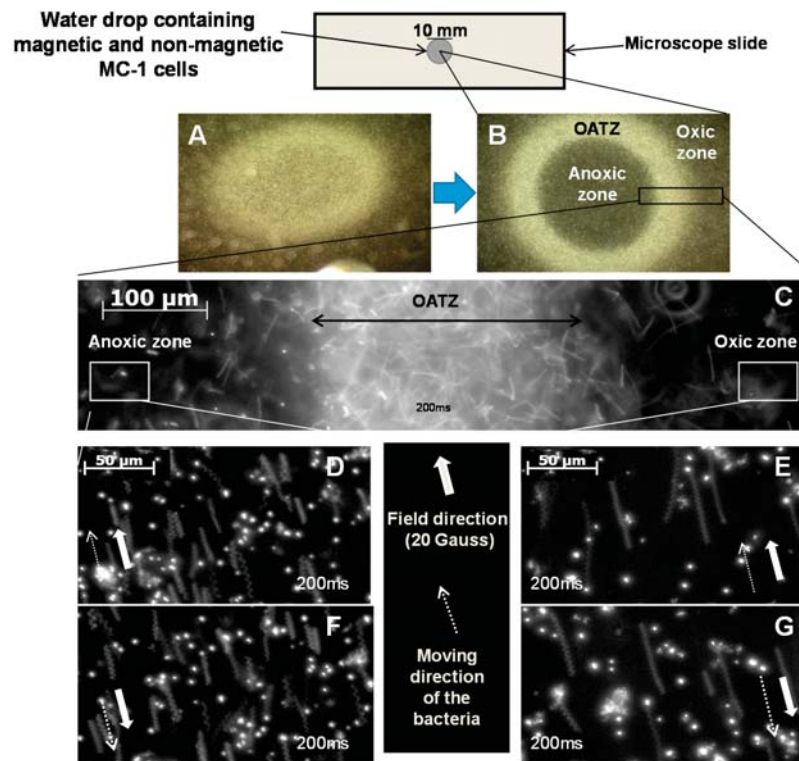 Water drop containing
magnetic and non-magnetic
MC-1 cells
10 mm
Microscope slide
A
B
OATZ
Oxic
zone
Anoxic
zone
100 µm
OATZ
C
Anoxic zone
Oxic zone
200ms
50 µm
D
200ms
Field direction
(20 Gauss)
50 µm
E
200ms
F
200ms
Moving
direction
of the
bacteria
G
200ms